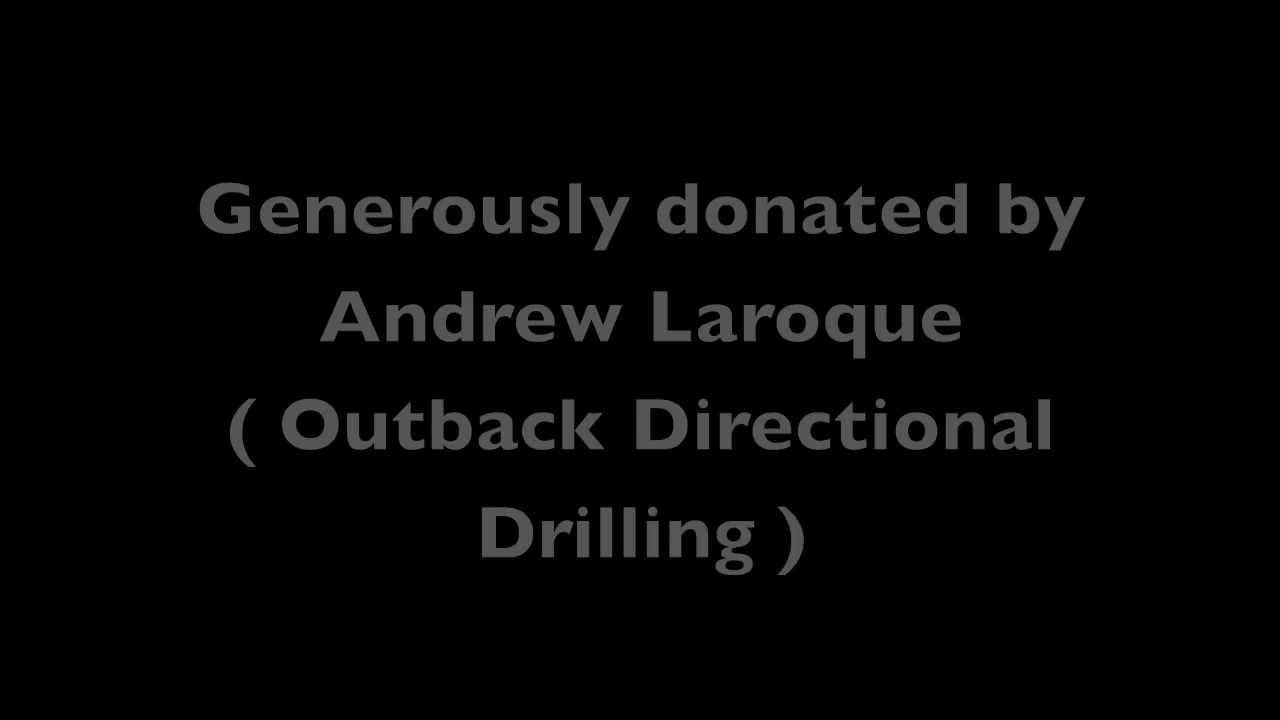 Generously donated by
Andrew Laroque
( Outback Directional
Drilling )